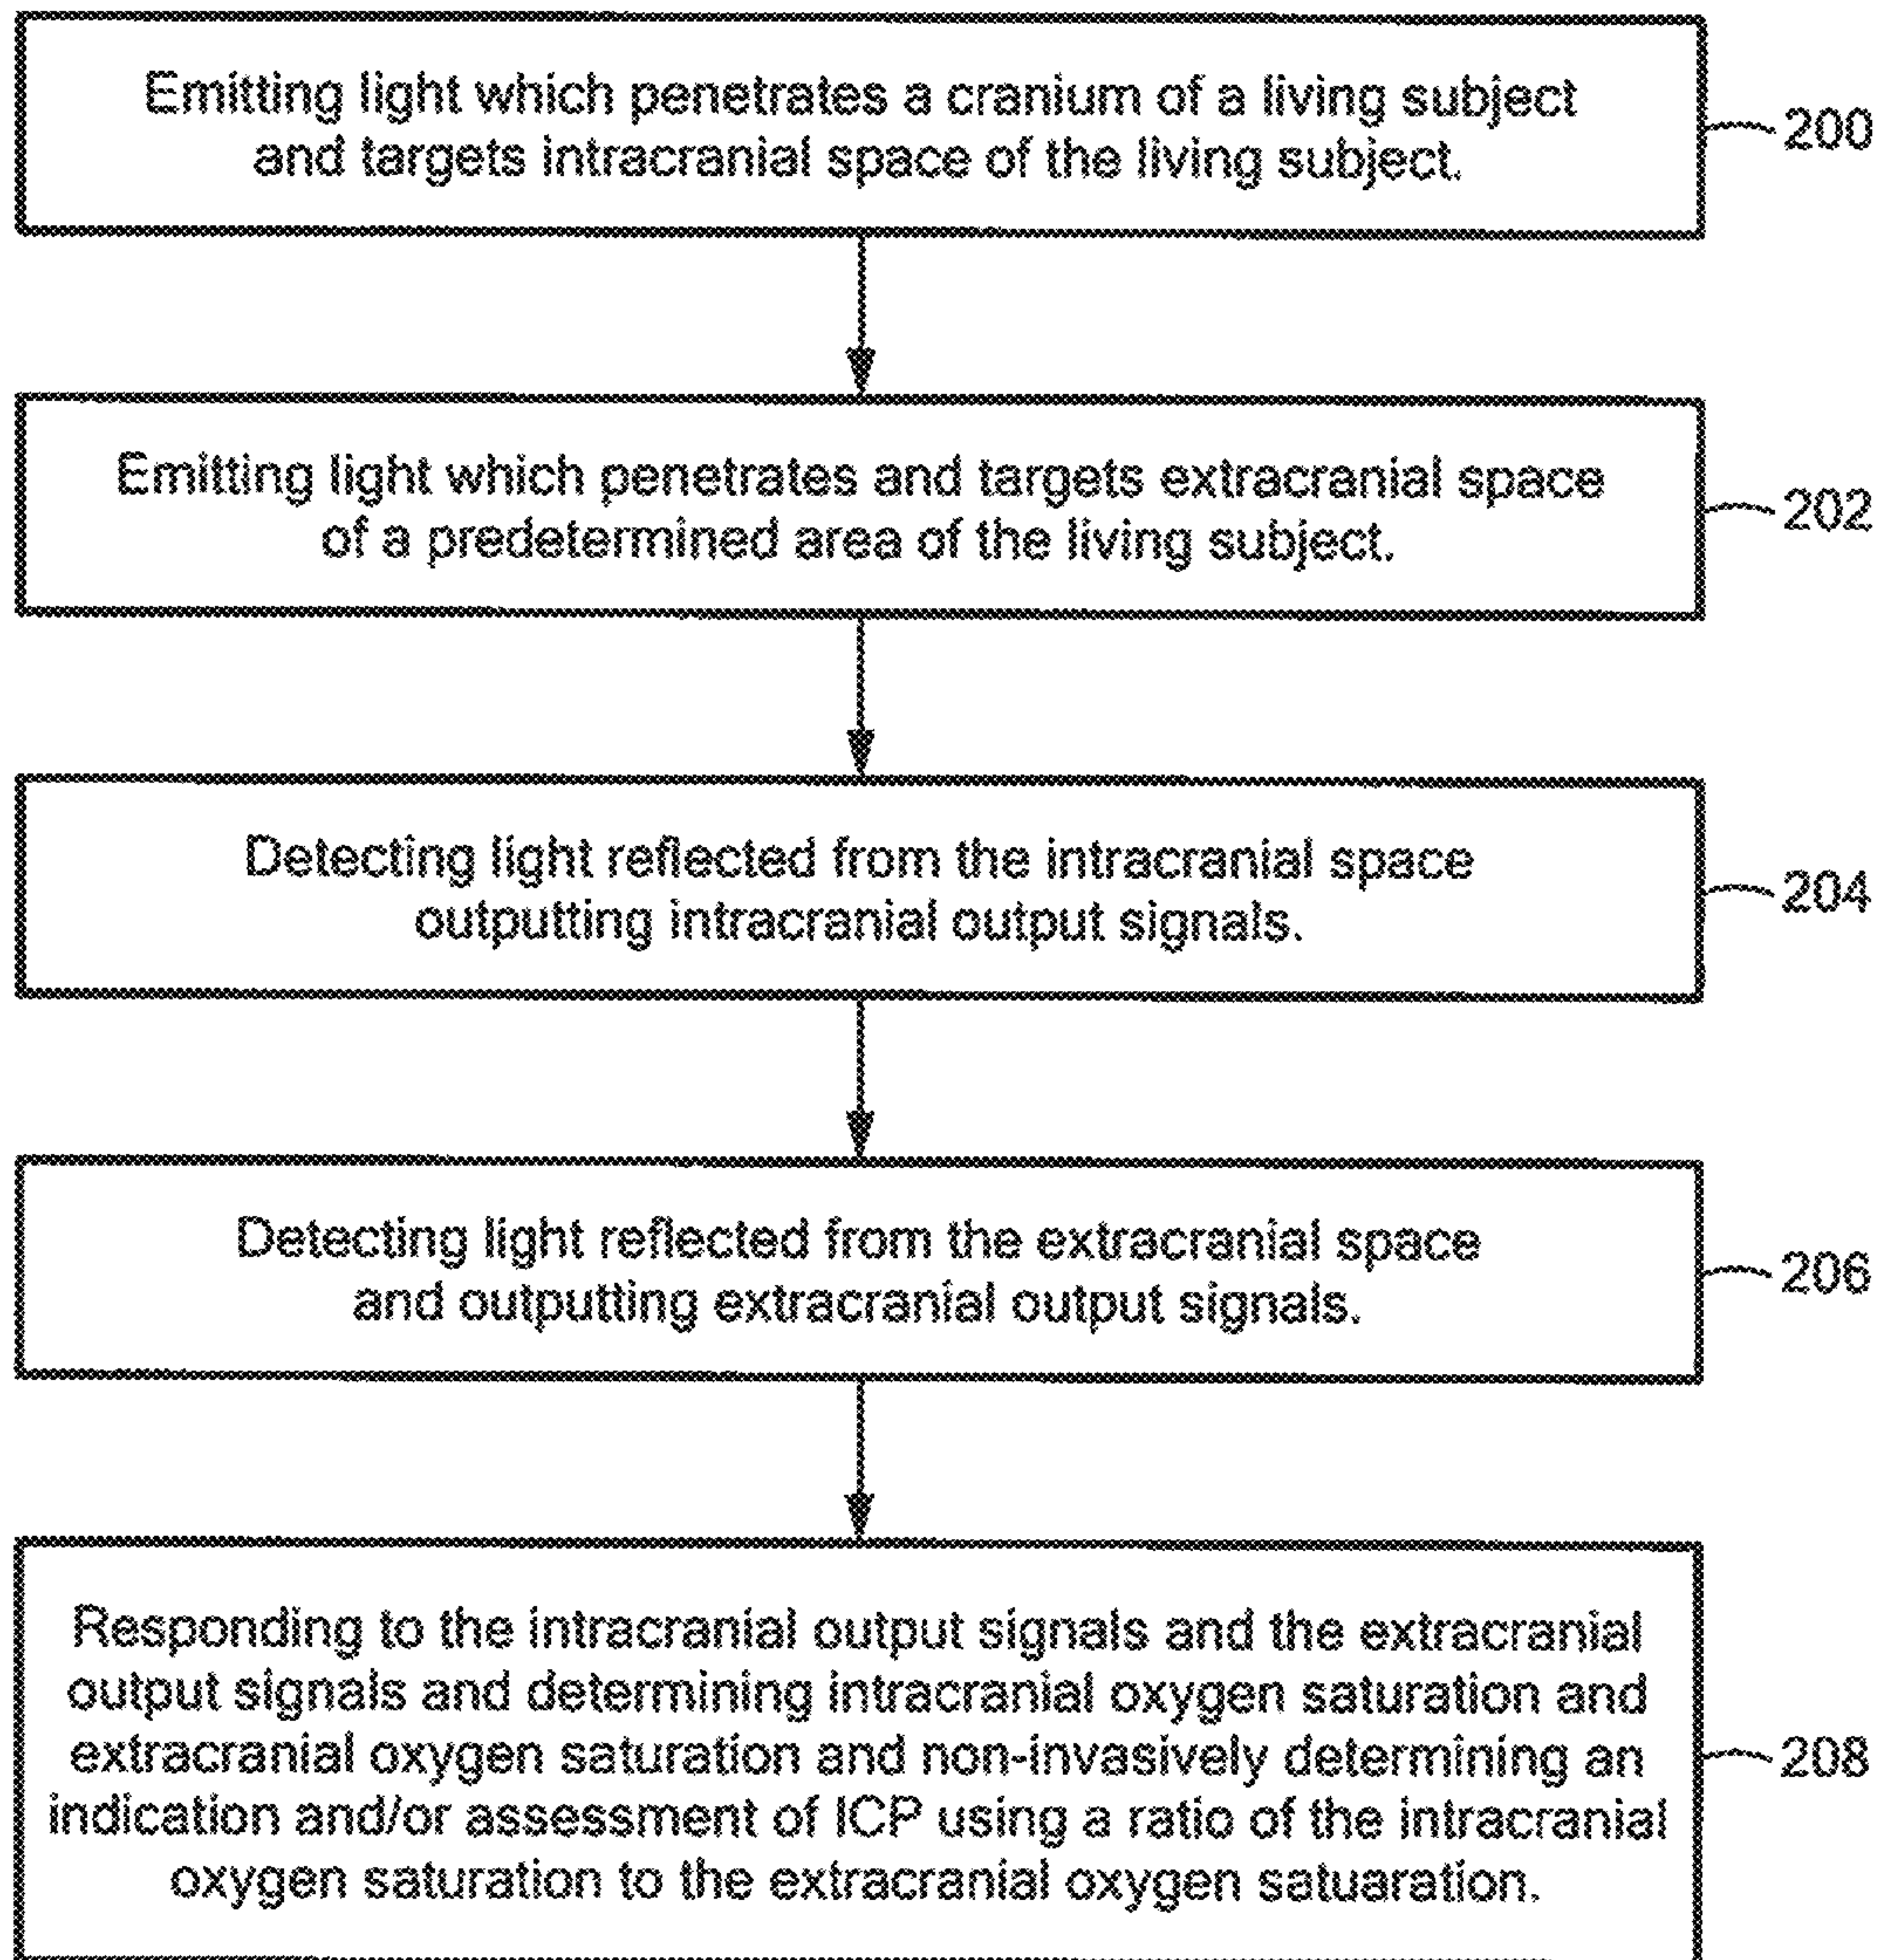 Emitting light which penetrates a cranium of a living subject
and targets intracranial space of the living subject.
200
Emitting light which penetrates and targets extracranial space
of a predetermined area of the living subject.
202
Detecting light reflected from the intracranial space
outputting intracranial output signals.
204
Detecting light reflected from the extracranial space
and outputting extracranial output signals.
206
Responding to the intracranial output signals and the extracranial
output signals and determining intracranial oxygen saturation and
extracranial oxygen saturation and non-invasively determining an
indication and/or assessment of ICP using a ratio of the intracranial
oxygen saturation to the extracranial oxygen satuaration.
208